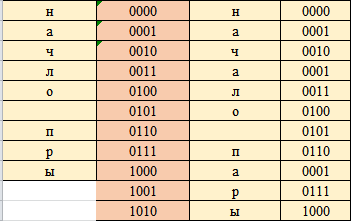 н 0000 н 0000
а 0001 а 0001
ч 0010 ч 0010
л 0011 а 0001
о 0100 л 0011
0101 о 0100
п 0110 0101
р 0111 п 0110
ы 1000 а 0001
1001 р 0111
1010 ы 1000